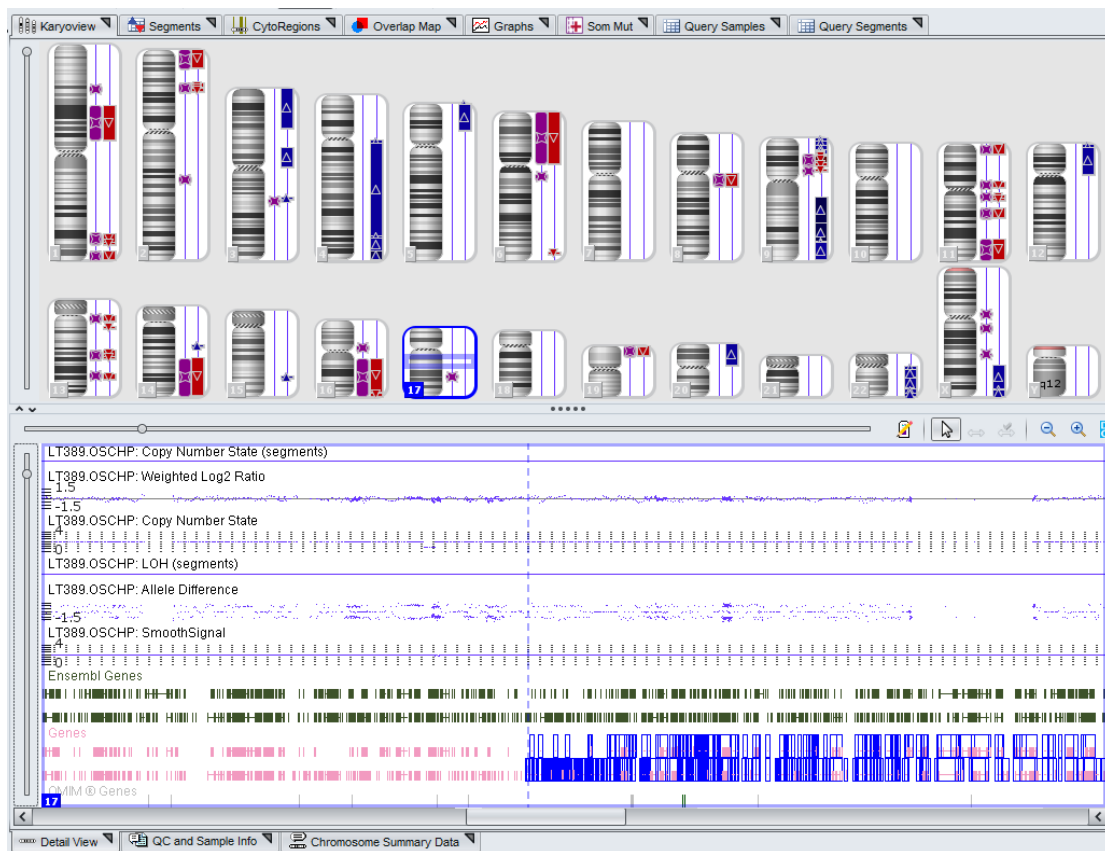 Karyoview Segments CytoRegions Overlap Map Graphs Som Mut Query Samples Query Segments
1 2 3 4 5 6 7 8 9 10 11 12
13 14 15 16 17 18 19 20 21 22 X Y
q12
LT389.OSCHP: Copy Number State (segments)
LT389.OSCHP: Weighted Log2 Ratio
1.5
-1.5
LT389.OSCHP: Copy Number State
4
0
LT389.OSCHP: LOH (segments)
LT389.OSCHP: Allele Difference
-1.5
LT389.OSCHP: SmoothSignal
4
0
Ensembl Genes
Genes
OMIM ® Genes
17
Detail View QC and Sample Info Chromosome Summary Data